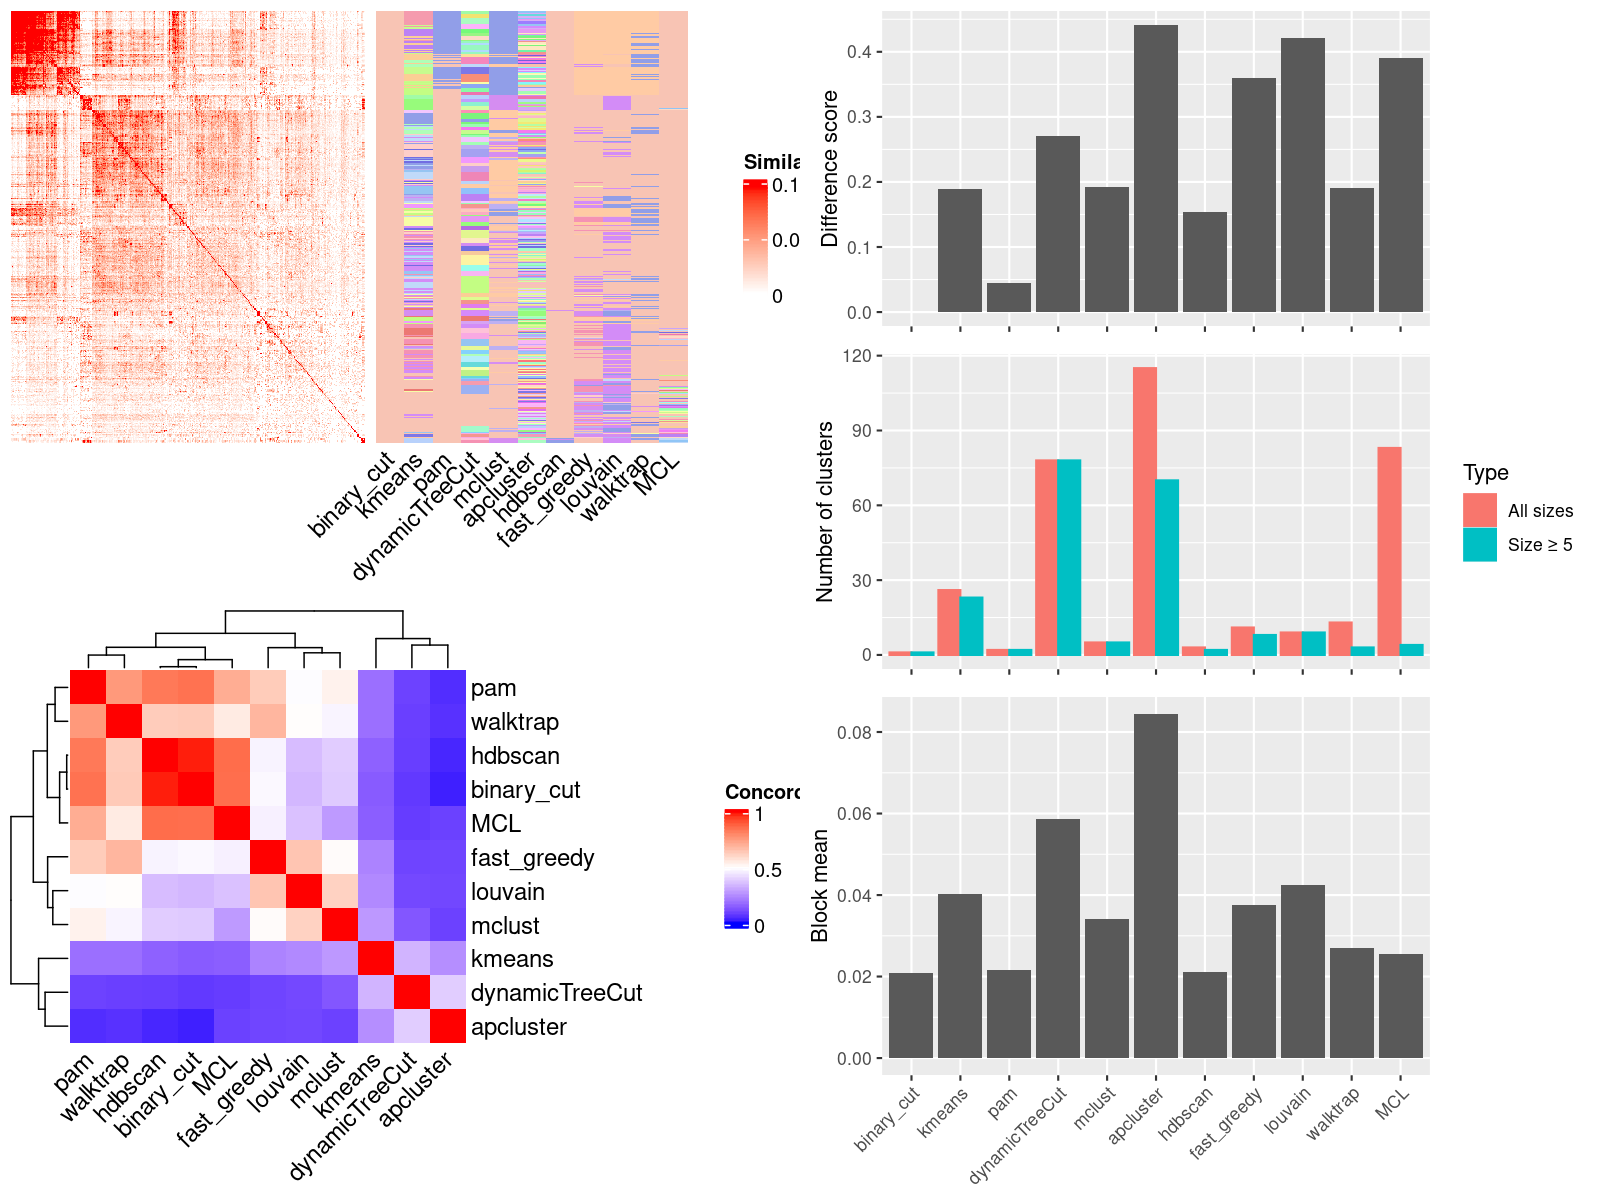 Simila
0.1
0.0
0
binary_cut
kmeans
pam
dynamicTreeCut
mclust
apcluster
hdbscan
fast_greedy
louvain
walktrap
MCL
pam
walktrap
hdbscan
binary_cut
MCL
fast_greedy
louvain
mclust
kmeans
dynamicTreeCut
apcluster
pam
walktrap
hdbscan
binary_cut
MCL
fast_greedy
louvain
mclust
kmeans
dynamicTreeCut
apcluster
Concord
1
0.5
0
Difference score
0.4
0.3
0.2
0.1
0.0
Number of clusters
120
90
60
30
0
Type
All sizes
Size ≥ 5
Block mean
0.08
0.06
0.04
0.02
0.00
binary_cut
kmeans
pam
dynamicTreeCut
mclust
apcluster
hdbscan
fast_greedy
louvain
walktrap
MCL